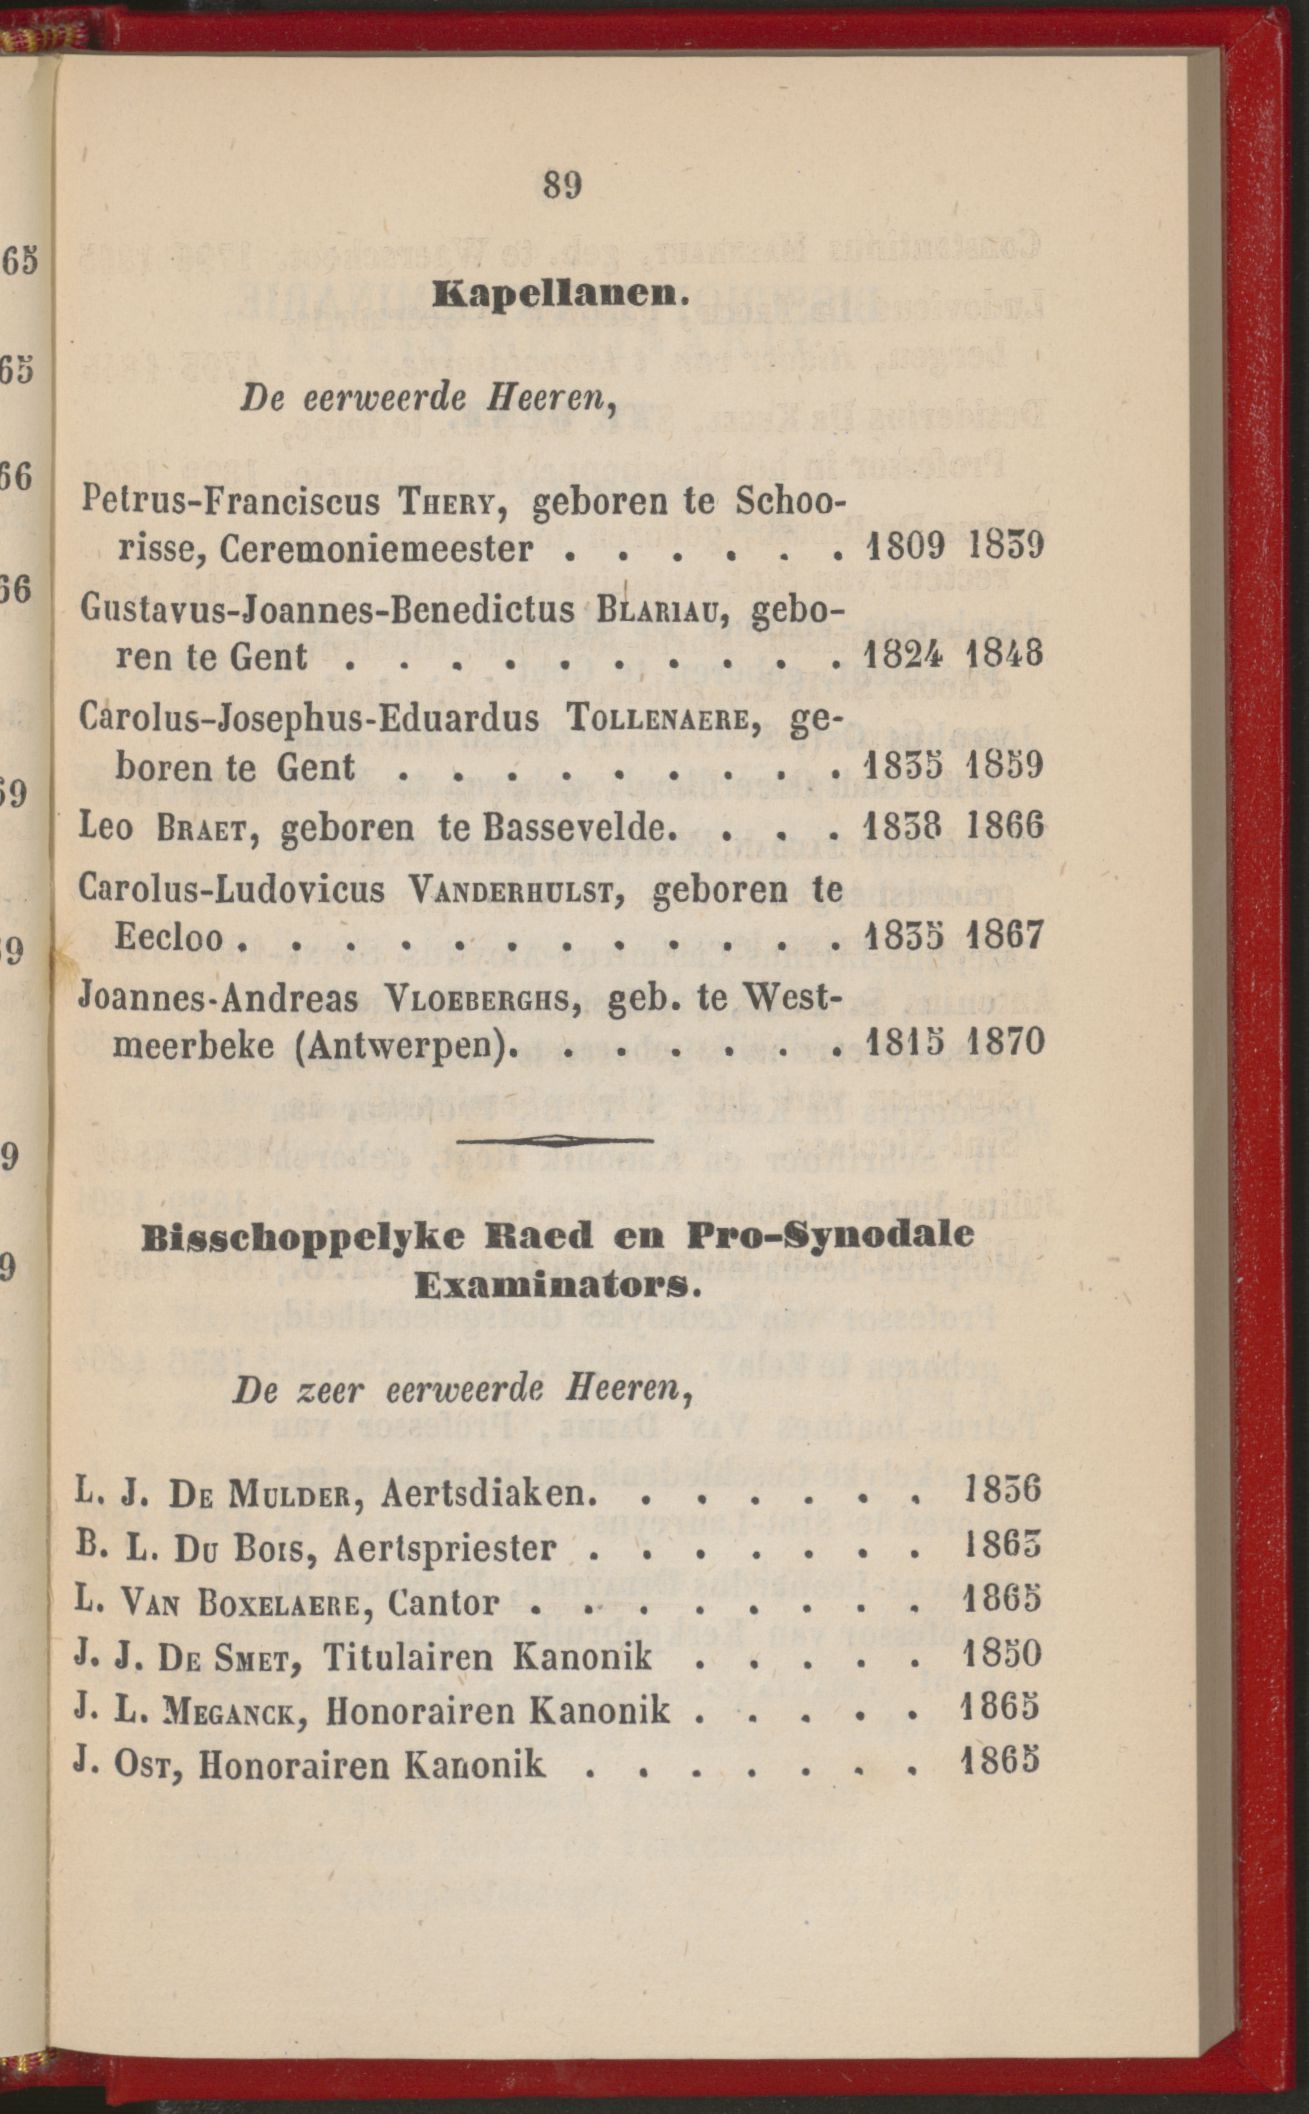 89
Kapellanen.
De eerweerde Heeren,
Petrus-Franciscus THERY, geboren te Schoo-
risse, Ceremoniemeester . . . . . . 1809 1839
Gustavus-Joannes-Benedictus BLARIAU, gebo-
ren te Gent . . . . . . . . . . 1824 1848
Carolus-Josephus-Eduardus TOLLENAERE, ge-
boren te Gent . . . . . . . . . 1835 1859
Leo BRAET, geboren te Bassevelde. . . . 1838 1866
Carolus-Ludovicus VANDERHULST, geboren te
Eecloo . . . . . . . . . . . . 1835 1867
Joannes-Andreas VLOEBERGHS, geb. te West-
meerbeke (Antwerpen). . . . . . . 1815 1870
Bisschoppelyke Raed en Pro-Synodale
Examinators.
De zeer eerweerde Heeren,
L. J. DE MULDER, Aertsdiaken. . . . . . . 1836
B. L. DU BOIS, Aertspriester . . . . . . . 1863
L. VAN BOXELAERE, Cantor . . . . . . . . 1865
J. J. DE SMET, Titulairen Kanonik . . . . . 1850
J. L. MEGANCK, Honorairen Kanonik . . . . . 1865
J. OST, Honorairen Kanonik . . . . . . . 1865